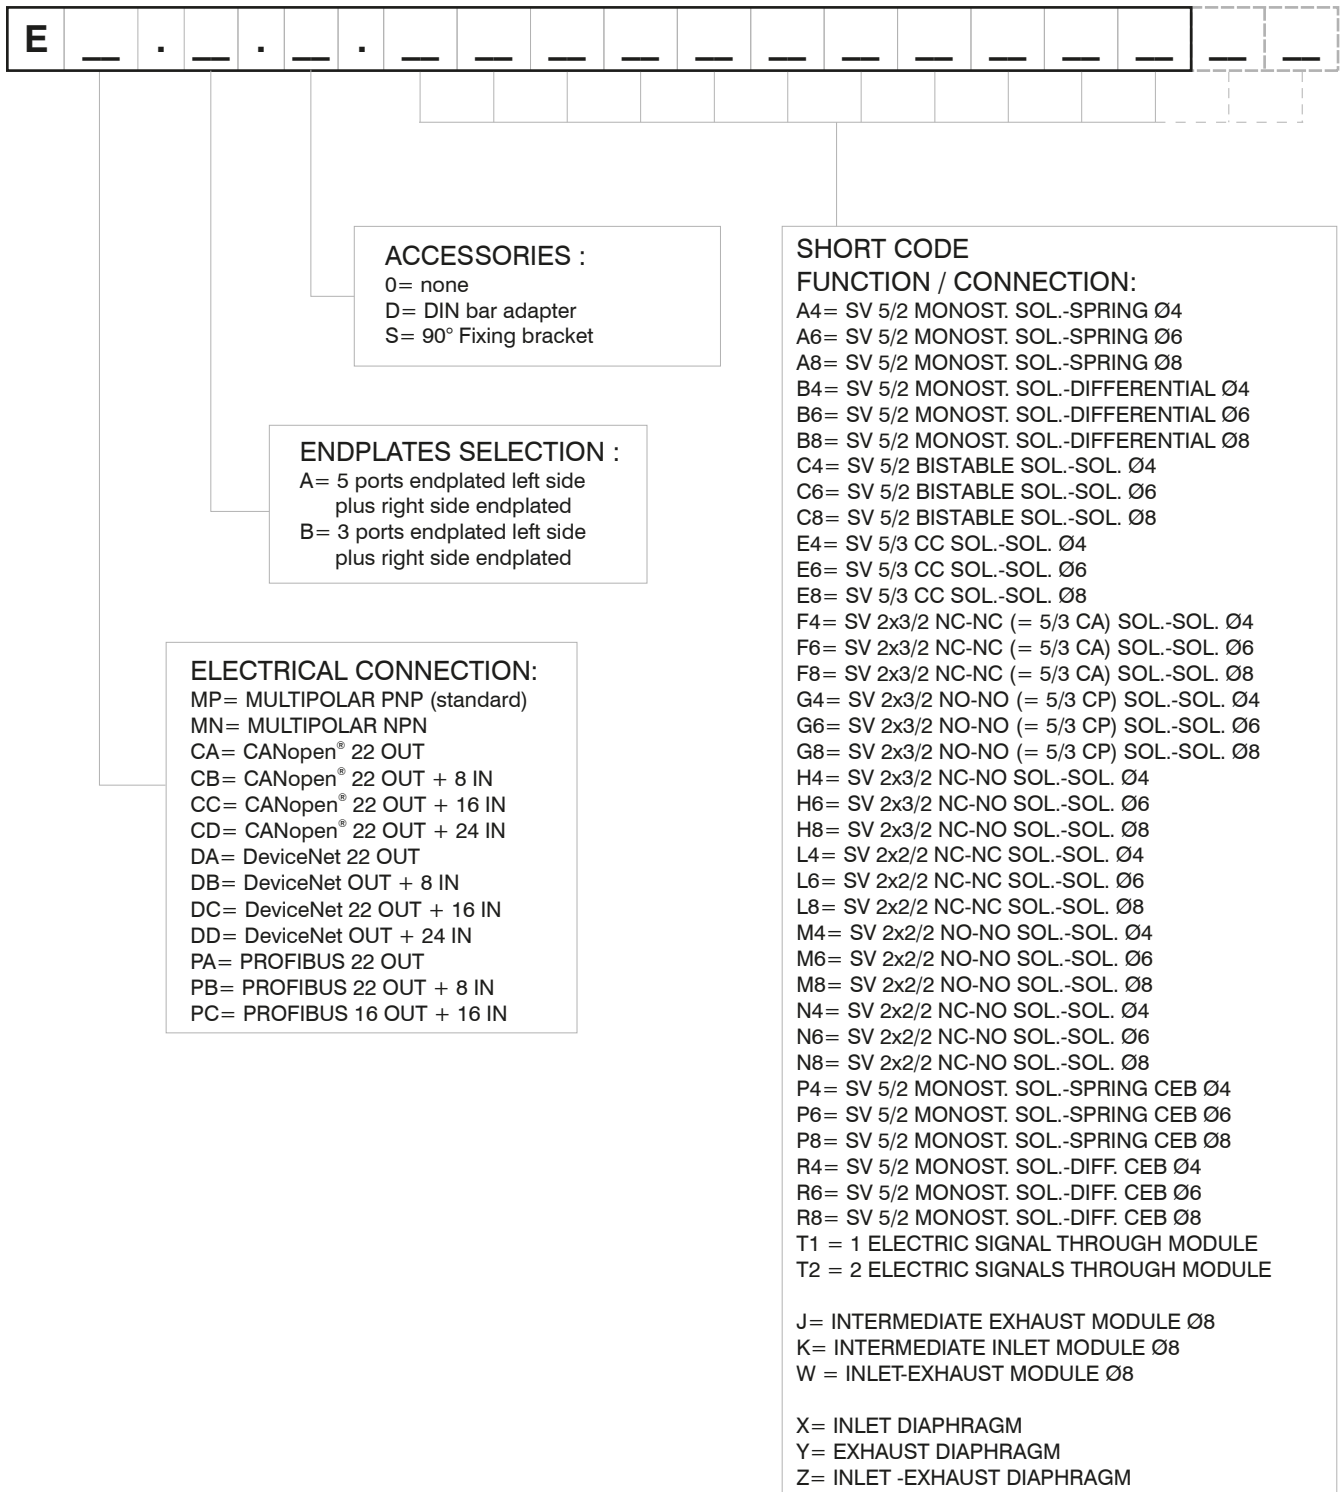 E __ . __ . __ . __ __ __ __ __ __ __ __ __ __ __ __ __
ACCESSORIES :
0= none
D= DIN bar adapter
S= 90° Fixing bracket
ENDPLATES SELECTION :
A= 5 ports endplated left side
plus right side endplated
B= 3 ports endplated left side
plus right side endplated
ELECTRICAL CONNECTION:
MP= MULTIPOLAR PNP (standard)
MN= MULTIPOLAR NPN
CA= CANopen® 22 OUT
CB= CANopen® 22 OUT + 8 IN
CC= CANopen® 22 OUT + 16 IN
CD= CANopen® 22 OUT + 24 IN
DA= DeviceNet 22 OUT
DB= DeviceNet OUT + 8 IN
DC= DeviceNet 22 OUT + 16 IN
DD= DeviceNet OUT + 24 IN
PA= PROFIBUS 22 OUT
PB= PROFIBUS 22 OUT + 8 IN
PC= PROFIBUS 16 OUT + 16 IN
SHORT CODE
FUNCTION / CONNECTION:
A4= SV 5/2 MONOST. SOL.-SPRING Ø4
A6= SV 5/2 MONOST. SOL.-SPRING Ø6
A8= SV 5/2 MONOST. SOL.-SPRING Ø8
B4= SV 5/2 MONOST. SOL.-DIFFERENTIAL Ø4
B6= SV 5/2 MONOST. SOL.-DIFFERENTIAL Ø6
B8= SV 5/2 MONOST. SOL.-DIFFERENTIAL Ø8
C4= SV 5/2 BISTABLE SOL.-SOL. Ø4
C6= SV 5/2 BISTABLE SOL.-SOL. Ø6
C8= SV 5/2 BISTABLE SOL.-SOL. Ø8
E4= SV 5/3 CC SOL.-SOL. Ø4
E6= SV 5/3 CC SOL.-SOL. Ø6
E8= SV 5/3 CC SOL.-SOL. Ø8
F4= SV 2x3/2 NC-NC (= 5/3 CA) SOL.-SOL. Ø4
F6= SV 2x3/2 NC-NC (= 5/3 CA) SOL.-SOL. Ø6
F8= SV 2x3/2 NC-NC (= 5/3 CA) SOL.-SOL. Ø8
G4= SV 2x3/2 NO-NO (= 5/3 CP) SOL.-SOL. Ø4
G6= SV 2x3/2 NO-NO (= 5/3 CP) SOL.-SOL. Ø6
G8= SV 2x3/2 NO-NO (= 5/3 CP) SOL.-SOL. Ø8
H4= SV 2x3/2 NC-NO SOL.-SOL. Ø4
H6= SV 2x3/2 NC-NO SOL.-SOL. Ø6
H8= SV 2x3/2 NC-NO SOL.-SOL. Ø8
L4= SV 2x2/2 NC-NC SOL.-SOL. Ø4
L6= SV 2x2/2 NC-NC SOL.-SOL. Ø6
L8= SV 2x2/2 NC-NC SOL.-SOL. Ø8
M4= SV 2x2/2 NO-NO SOL.-SOL. Ø4
M6= SV 2x2/2 NO-NO SOL.-SOL. Ø6
M8= SV 2x2/2 NO-NO SOL.-SOL. Ø8
N4= SV 2x2/2 NC-NO SOL.-SOL. Ø4
N6= SV 2x2/2 NC-NO SOL.-SOL. Ø6
N8= SV 2x2/2 NC-NO SOL.-SOL. Ø8
P4= SV 5/2 MONOST. SOL.-SPRING CEB Ø4
P6= SV 5/2 MONOST. SOL.-SPRING CEB Ø6
P8= SV 5/2 MONOST. SOL.-SPRING CEB Ø8
R4= SV 5/2 MONOST. SOL.-DIFF. CEB Ø4
R6= SV 5/2 MONOST. SOL.-DIFF. CEB Ø6
R8= SV 5/2 MONOST. SOL.-DIFF. CEB Ø8
T1 = 1 ELECTRIC SIGNAL THROUGH MODULE
T2 = 2 ELECTRIC SIGNALS THROUGH MODULE
J= INTERMEDIATE EXHAUST MODULE Ø8
K= INTERMEDIATE INLET MODULE Ø8
W = INLET-EXHAUST MODULE Ø8
X= INLET DIAPHRAGM
Y= EXHAUST DIAPHRAGM
Z= INLET -EXHAUST DIAPHRAGM